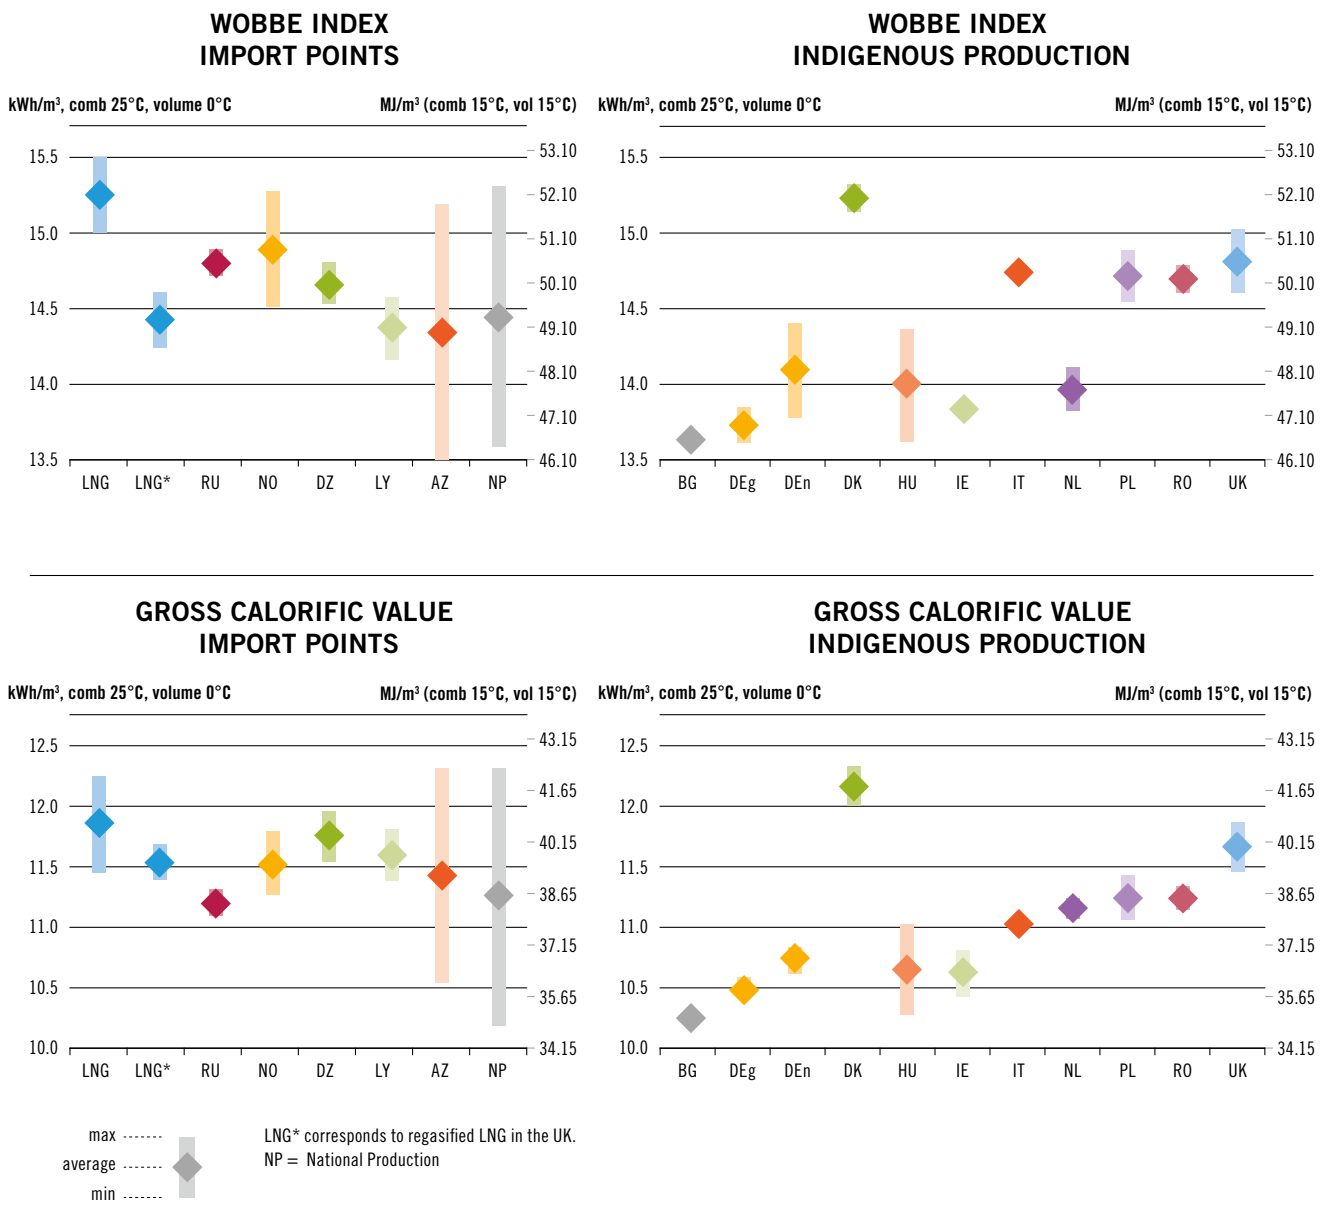 WOBBE INDEX
IMPORT POINTS
kWh/m³, comb 25°C, volume 0°C MJ/m³ (comb 15°C, vol 15°C)
15.5
15.0
14.5
14.0
13.5
53.10
52.10
51.10
50.10
49.10
48.10
47.10
46.10
LNG LNG* RU NO DZ LY AZ NP
WOBBE INDEX
INDIGENOUS PRODUCTION
kWh/m³, comb 25°C, volume 0°C MJ/m³ (comb 15°C, vol 15°C)
15.5
15.0
14.5
14.0
13.5
53.10
52.10
51.10
50.10
49.10
48.10
47.10
46.10
BG DEg DEn DK HU IE IT NL PL RO UK
GROSS CALORIFIC VALUE
IMPORT POINTS
kWh/m³, comb 25°C, volume 0°C MJ/m³ (comb 15°C, vol 15°C)
12.5
12.0
11.5
11.0
10.5
10.0
43.15
41.65
40.15
38.65
37.15
35.65
34.15
LNG LNG* RU NO DZ LY AZ NP
GROSS CALORIFIC VALUE
INDIGENOUS PRODUCTION
kWh/m³, comb 25°C, volume 0°C MJ/m³ (comb 15°C, vol 15°C)
12.5
12.0
11.5
11.0
10.5
10.0
43.15
41.65
40.15
38.65
37.15
35.65
34.15
BG DEg DEn DK HU IE IT NL PL RO UK
max
average
min
LNG* corresponds to regasified LNG in the UK.
NP = National Production